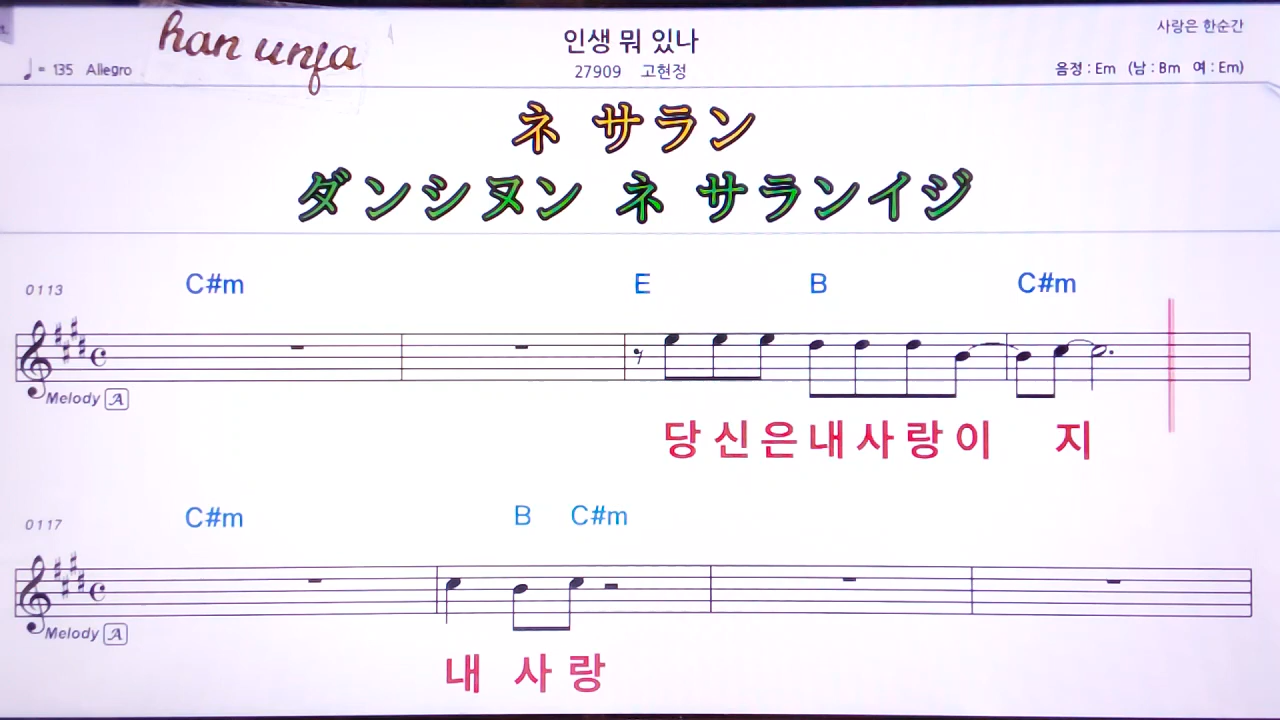 han unja
인생 뭐 있나
사랑은 한순간
♩= 135 Allegro
27909 고현정
음정 : Em (남 : Bm 여 : Em)
ネ サラン
ダンシヌン ネ サランイジ
0113
C#m E B C#m
Melody A
당신은내사랑이 지
0117
C#m B C#m
Melody A
내 사랑